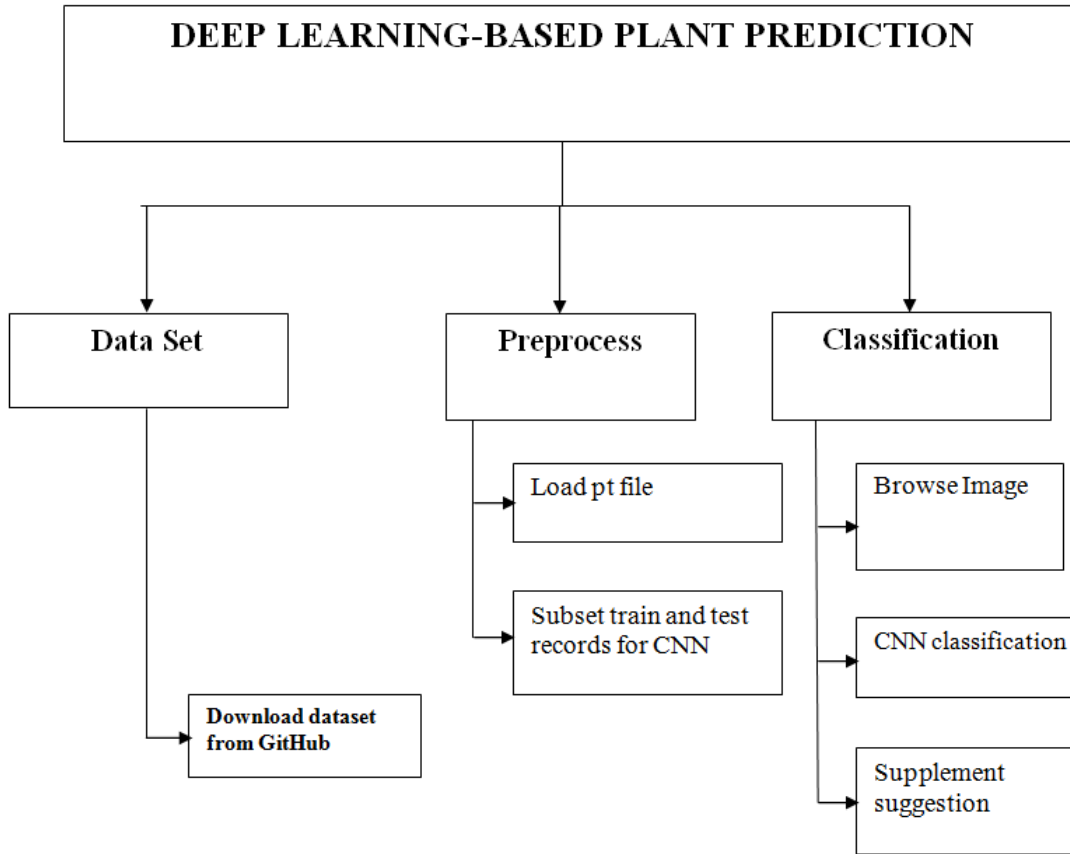 DEEP LEARNING-BASED PLANT PREDICTION
Data Set
Preprocess
Classification
Load pt file
Browse Image
Subset train and test
records for CNN
CNN classification
Download dataset
from GitHub
Supplement
suggestion